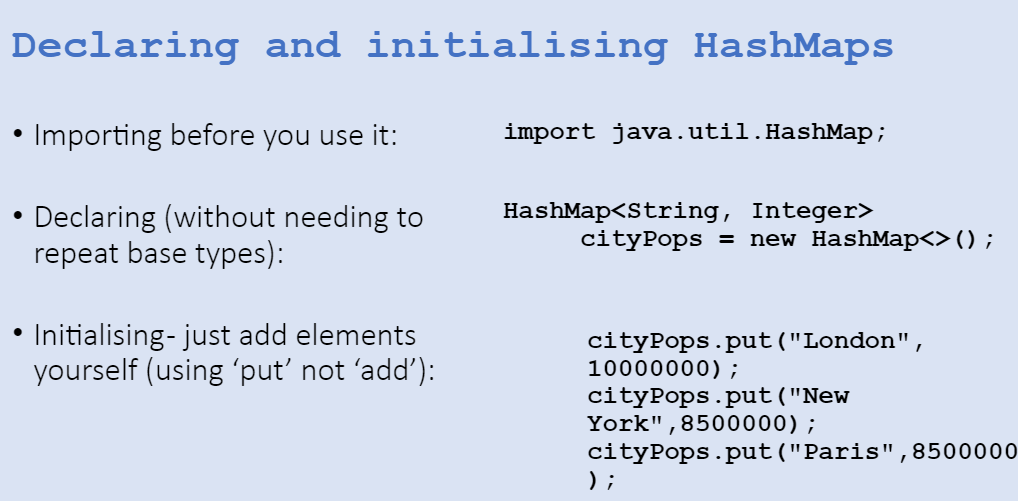 Declaring and initialising HashMaps
• Importing before you use it:
import java.util.HashMap;
• Declaring (without needing to
repeat base types):
HashMap<String, Integer>
cityPops = new HashMap<>();
• Initialising- just add elements
yourself (using ‘put’ not ‘add’):
cityPops.put("London",
10000000);
cityPops.put("New
York",8500000);
cityPops.put("Paris",8500000
);